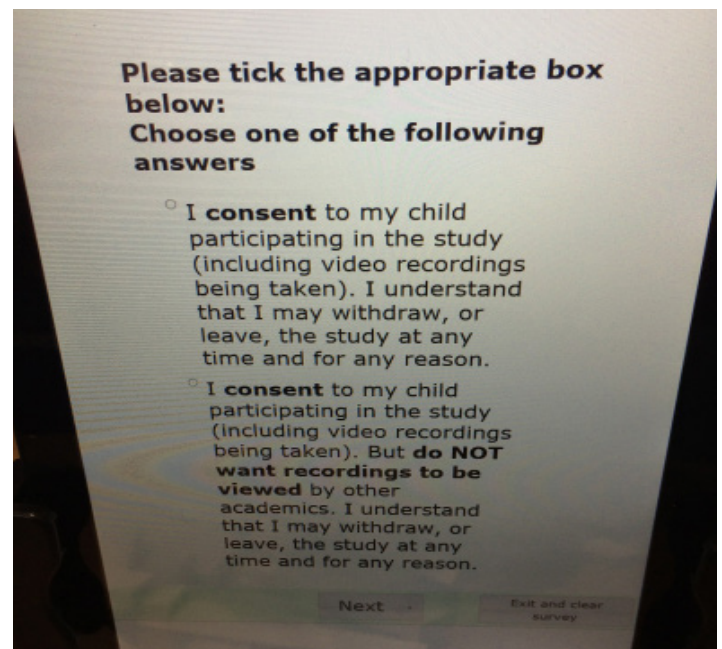 Please tick the appropriate box
below:
Choose one of the following
answers
I consent to my child
participating in the study
(including video recordings
being taken). I understand
that I may withdraw, or
leave, the study at any
time and for any reason.
I consent to my child
participating in the study
(including video recordings
being taken). But do NOT
want recordings to be
viewed by other
academics. I understand
that I may withdraw, or
leave, the study at any
time and for any reason.
Next
Exit and clear
survey